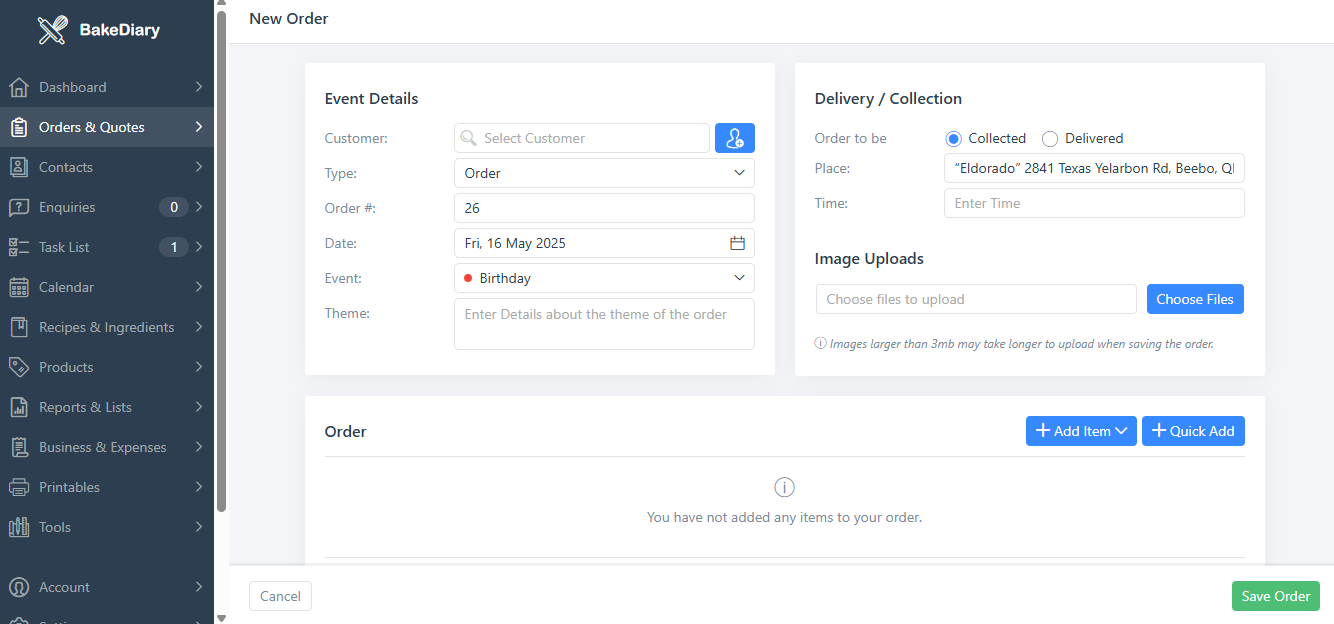 BakeDiary
New Order
Dashboard
Orders & Quotes
Contacts
Enquiries 0
Task List 1
Calendar
Recipes & Ingredients
Products
Reports & Lists
Business & Expenses
Printables
Tools
Account
Event Details
Customer: Select Customer
Type: Order
Order #: 26
Date: Fri, 16 May 2025
Event: Birthday
Theme: Enter Details about the theme of the order
Delivery / Collection
Order to be Collected Delivered
Place: “Eldorado” 2841 Texas Yelarbon Rd, Beebo,
Time: Enter Time
Image Uploads
Choose files to upload Choose Files
Images larger than 3mb may take longer to upload when saving the order.
Order + Add Item + Quick Add
You have not added any items to your order.
Cancel Save Order